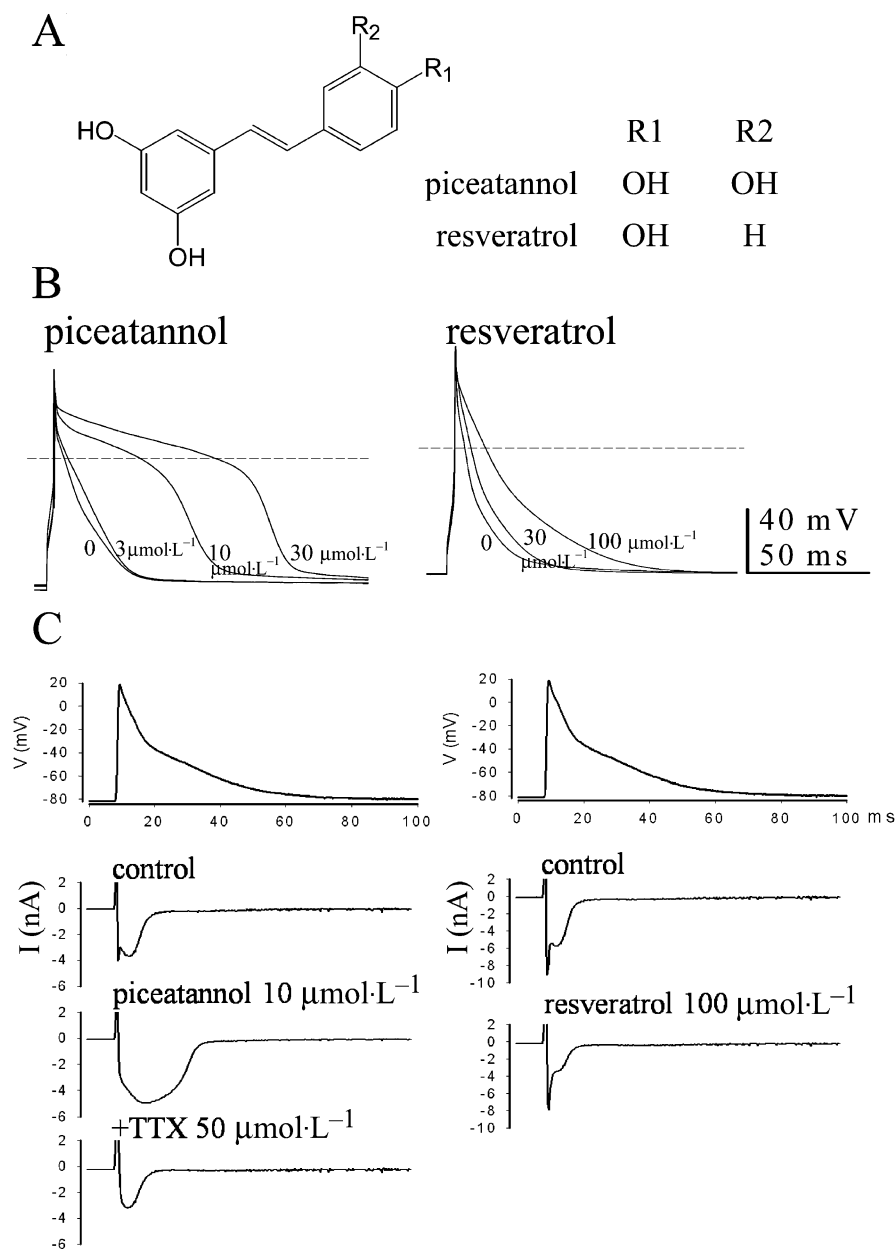 A
R2
R1
HO
OH
R1 R2
piceatannol OH OH
resveratrol OH H
B
piceatannol resveratrol
0 3μmol·L−1 10 μmol·L−1 30 μmol·L−1
0 30 μmol·L−1 100 μmol·L−1
40 mV
50 ms
C
V (mV)
20
0
-20
-40
-60
-80
0 20 40 60 80 100
V (mV)
20
0
-20
-40
-60
-80
0 20 40 60 80 100 ms
control
I (nA)
2
0
-2
-4
-6
piceatannol 10 μmol·L−1
2
0
-2
-4
-6
+TTX 50 μmol·L−1
2
0
-2
-4
-6
control
I (nA)
2
0
-2
-4
-6
-8
-10
resveratrol 100 μmol·L−1
2
0
-2
-4
-6
-8
-10